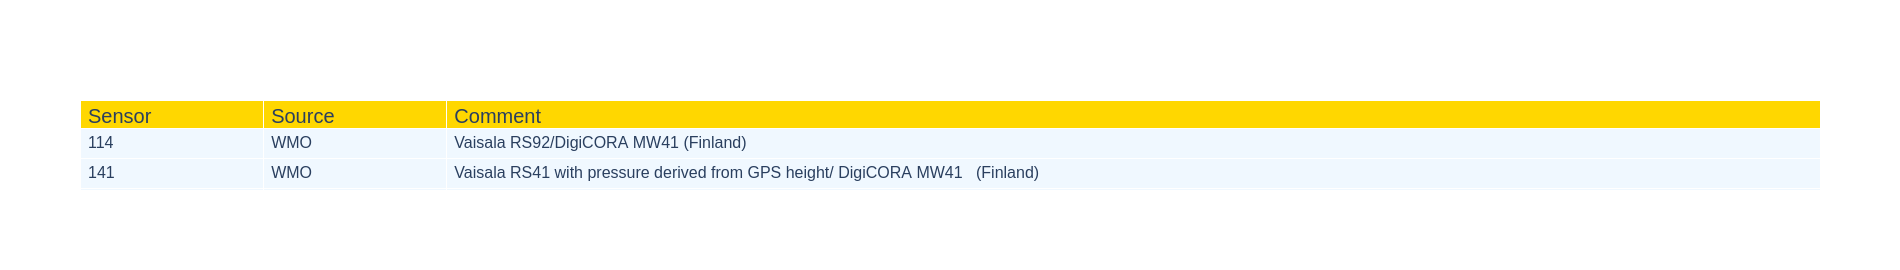 Sensor Source Comment
114 WMO Vaisala RS92/DigiCORA MW41 (Finland)
141 WMO Vaisala RS41 with pressure derived from GPS height/ DigiCORA MW41   (Finland)